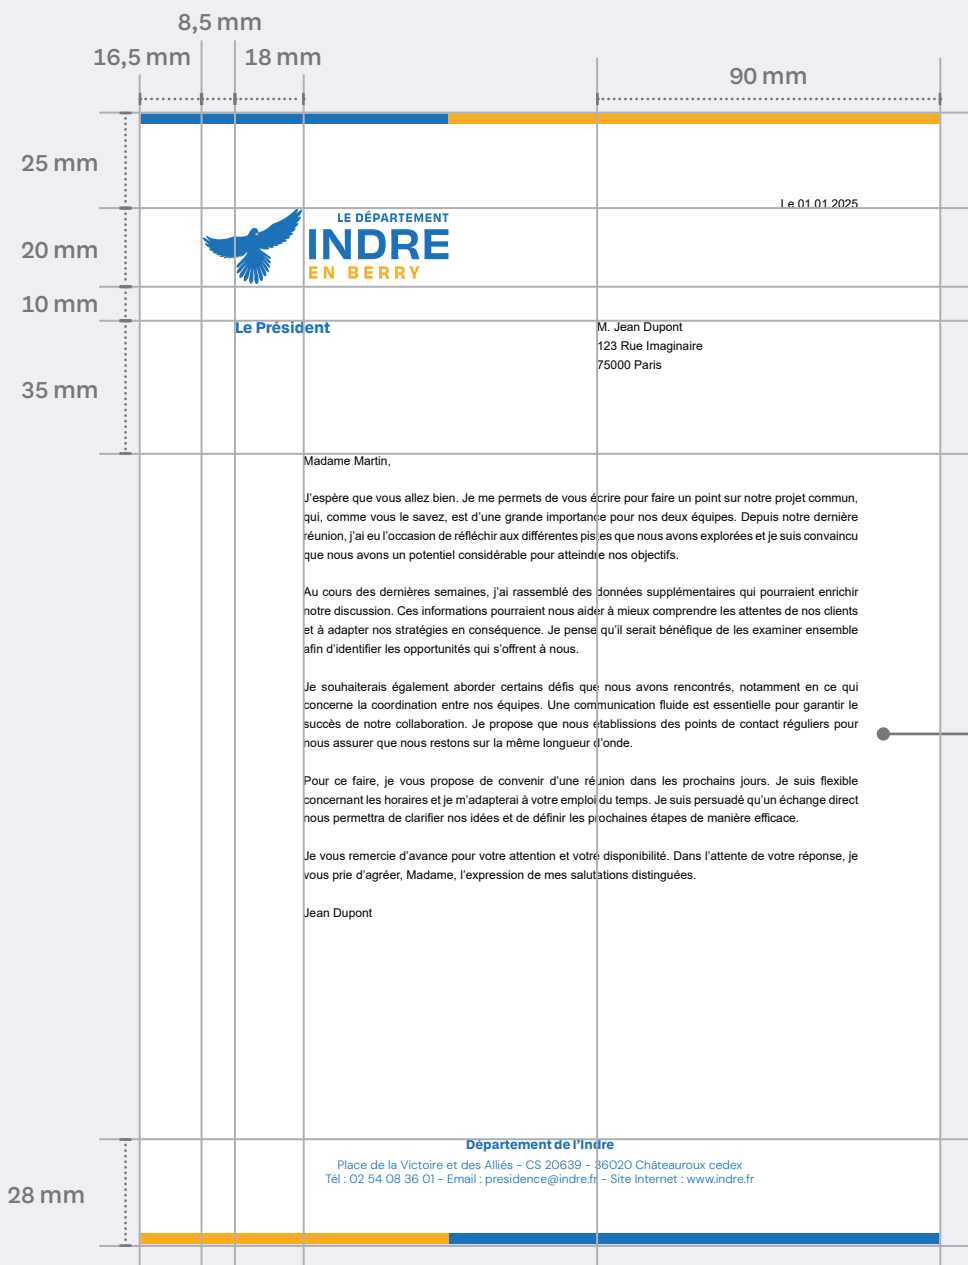 8,5 mm
16,5 mm
18 mm
90 mm
25 mm
Le 01.01.2025
20 mm
LE DÉPARTEMENT
INDRE
EN BERRY
10 mm
Le Président
M. Jean Dupont
123 Rue Imaginaire
75000 Paris
35 mm
Madame Martin,
J’espère que vous allez bien. Je me permets de vous écrire pour faire un point sur notre projet commun,
qui, comme vous le savez, est d’une grande importance pour nos deux équipes. Depuis notre dernière
réunion, j’ai eu l’occasion de réfléchir aux différentes pistes que nous avons explorées et je suis convaincu
que nous avons un potentiel considérable pour atteindre nos objectifs.
Au cours des dernières semaines, j’ai rassemblé des données supplémentaires qui pourraient enrichir
notre discussion. Ces informations pourraient nous aider à mieux comprendre les attentes de nos clients
et à adapter nos stratégies en conséquence. Je pense qu’il serait bénéfique de les examiner ensemble
afin d’identifier les opportunités qui s’offrent à nous.
Je souhaiterais également aborder certains défis que nous avons rencontrés, notamment en ce qui
concerne la coordination entre nos équipes. Une communication fluide est essentielle pour garantir le
succès de notre collaboration. Je propose que nous établissions des points de contact réguliers pour
nous assurer que nous restons sur la même longueur d’onde.
Pour ce faire, je vous propose de convenir d’une réunion dans les prochains jours. Je suis flexible
concernant les horaires et je m’adapterai à votre emploi du temps. Je suis persuadé qu’un échange direct
nous permettra de clarifier nos idées et de définir les prochaines étapes de manière efficace.
Je vous remercie d’avance pour votre attention et votre disponibilité. Dans l’attente de votre réponse, je
vous prie d’agréer, Madame, l’expression de mes salutations distinguées.
Jean Dupont
Département de l’Indre
Place de la Victoire et des Alliés – CS 20639 – 36020 Châteauroux cedex
Tél : 02 54 08 36 01 – Email : presidence@indre.fr – Site Internet : www.indre.fr
28 mm